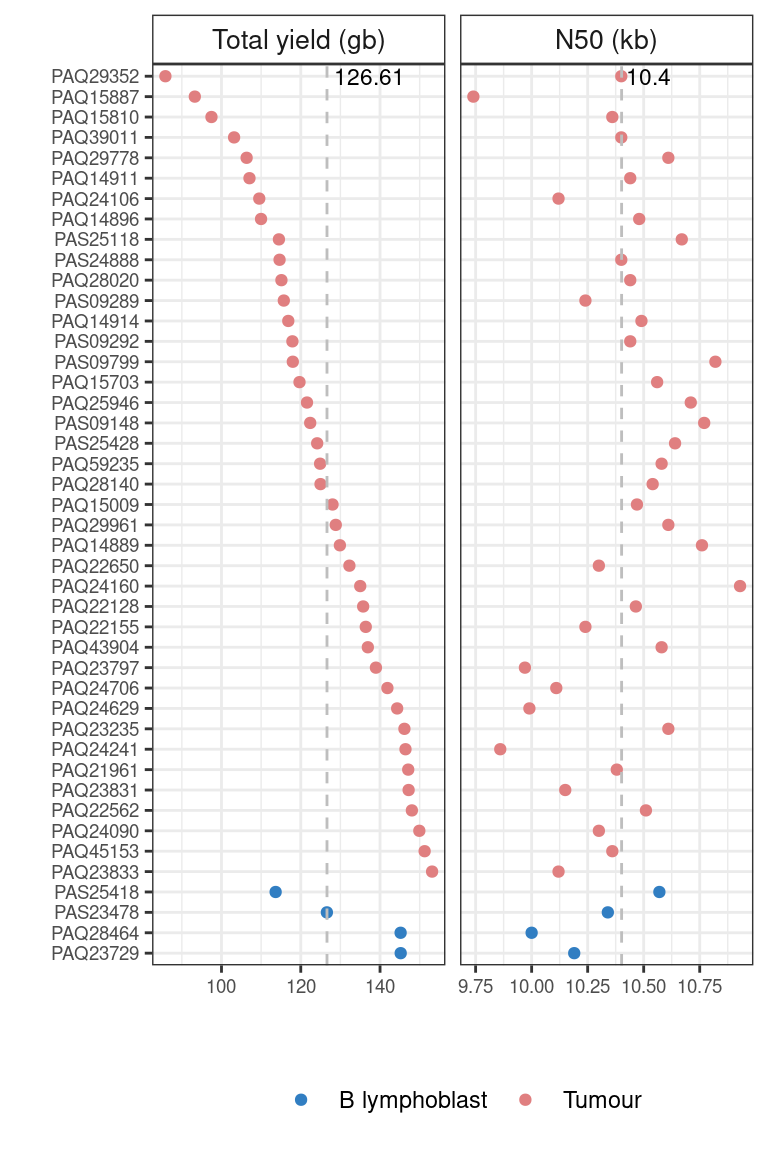 Total yield (gb) N50 (kb)
PAQ29352 126.61 10.4
PAQ15887
PAQ15810
PAQ39011
PAQ29778
PAQ14911
PAQ24106
PAQ14896
PAS25118
PAS24888
PAQ28020
PAS09289
PAQ14914
PAS09292
PAS09799
PAQ15703
PAQ25946
PAS09148
PAS25428
PAQ59235
PAQ28140
PAQ15009
PAQ29961
PAQ14889
PAQ22650
PAQ24160
PAQ22128
PAQ22155
PAQ43904
PAQ23797
PAQ24706
PAQ24629
PAQ23235
PAQ24241
PAQ21961
PAQ23831
PAQ22562
PAQ24090
PAQ45153
PAQ23833
PAS25418
PAS23478
PAQ28464
PAQ23729
100 120 140 9.75 10.00 10.25 10.50 10.75
B lymphoblast Tumour